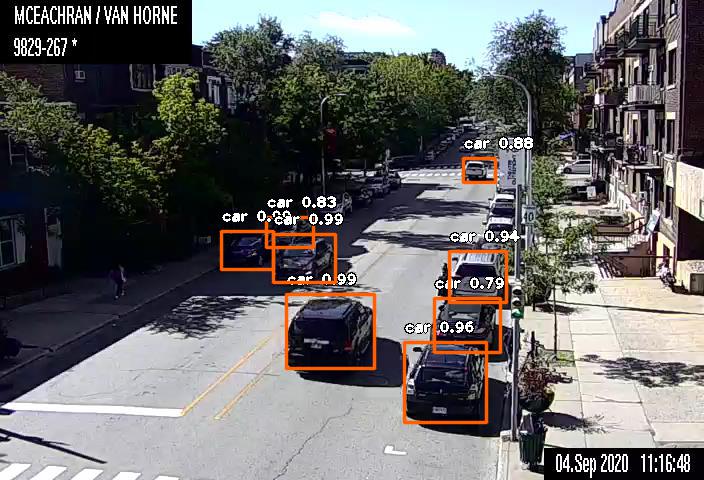 MCEACHRAN / VAN HORNE
9829-267 *
car 0.88
car 0.83
car 0.99
car 0.94
car 0.79
car 0.99
car 0.96
04.Sep 2020 11:16:48